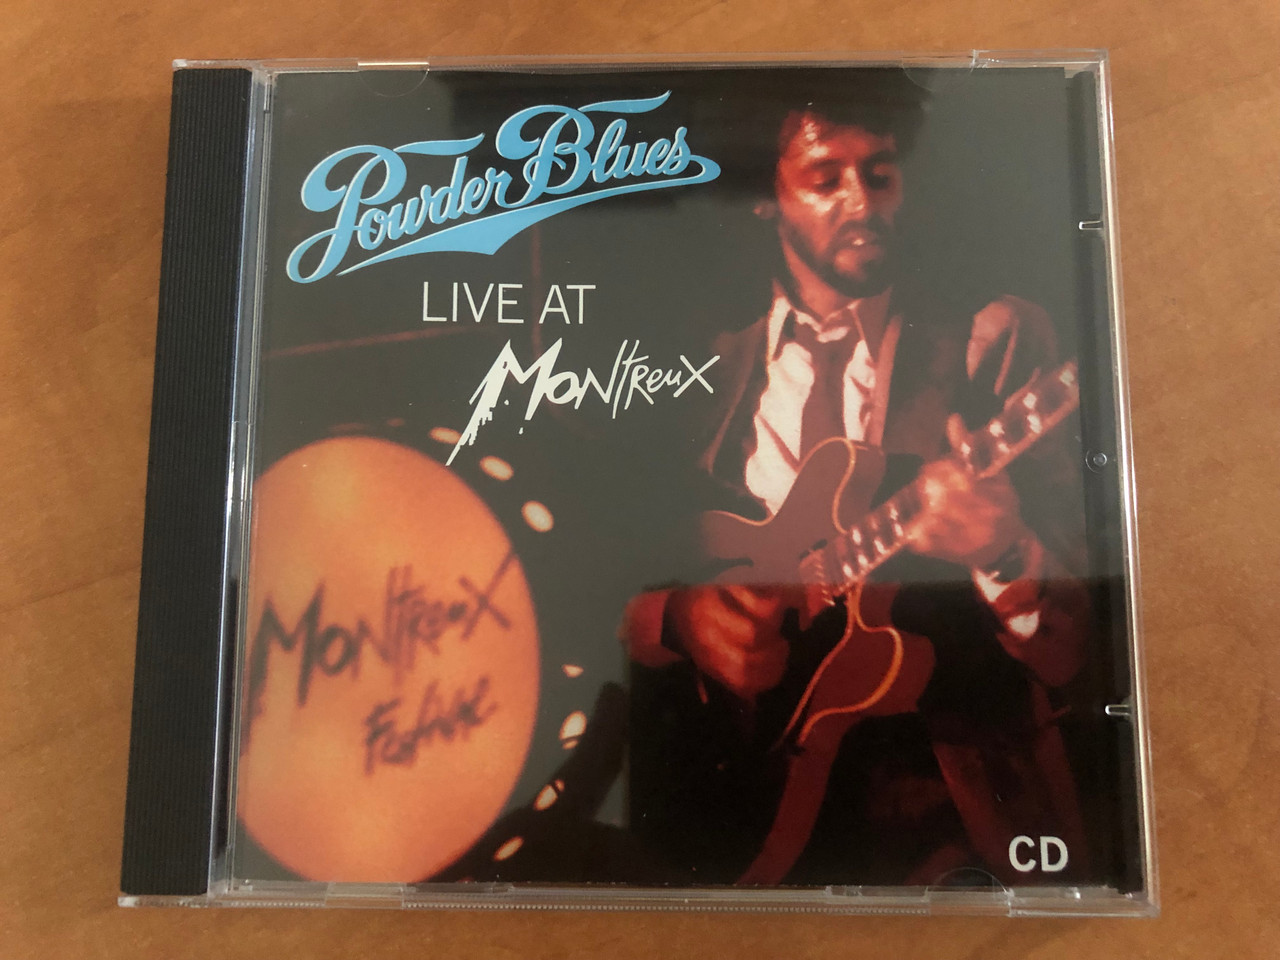 Powder Blues
LIVE AT
Montreux
Montreux
Festival
CD